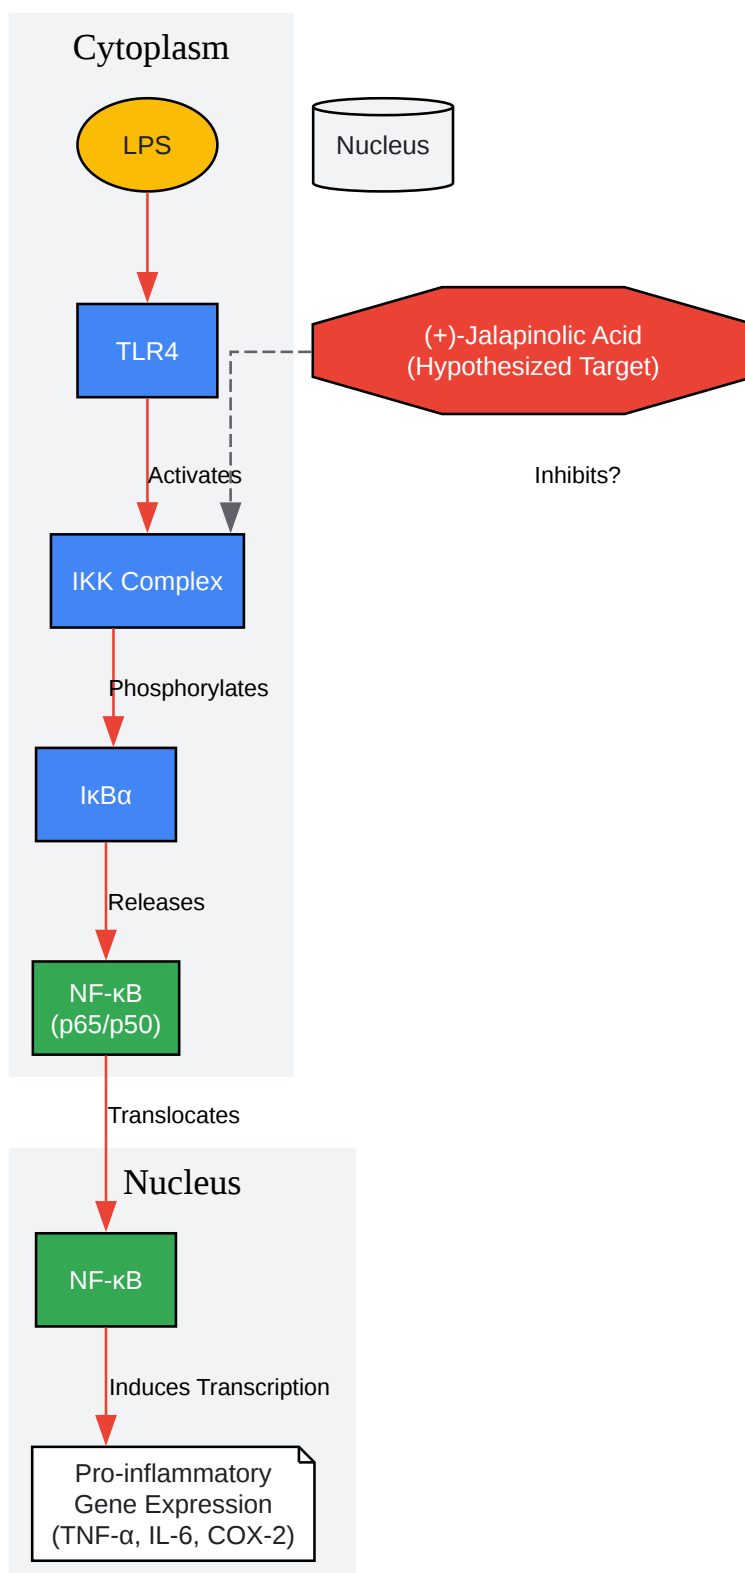 Cytoplasm
LPS
Nucleus
TLR4
(+)-Jalapinolic Acid
(Hypothesized Target)
Activates
Inhibits?
IKK Complex
Phosphorylates
IκBα
Releases
NF-κB
(p65/p50)
Translocates
Nucleus
NF-κB
Induces Transcription
Pro-inflammatory
Gene Expression
(TNF-α, IL-6, COX-2)